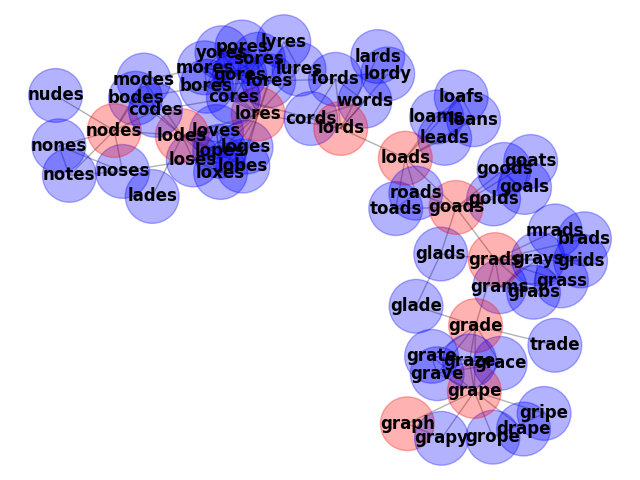 lyres
pores
yores
sores
lards
mores
lures
lordy
gores
fords
modes
fores
bores
nudes
bodes
cores
loafs
words
codes
lores
loams
loans
cords
lords
nodes
lodes
loves
leads
nones
lopes
loges
loads
loses
goats
lobes
goods
noses
notes
loxes
goals
roads
golds
lades
toads
goads
mrads
brads
glads
grays
grads
grids
grass
grams
grabs
glade
grade
trade
grate
graze
grace
grave
grape
gripe
graph
drape
grapy
grope